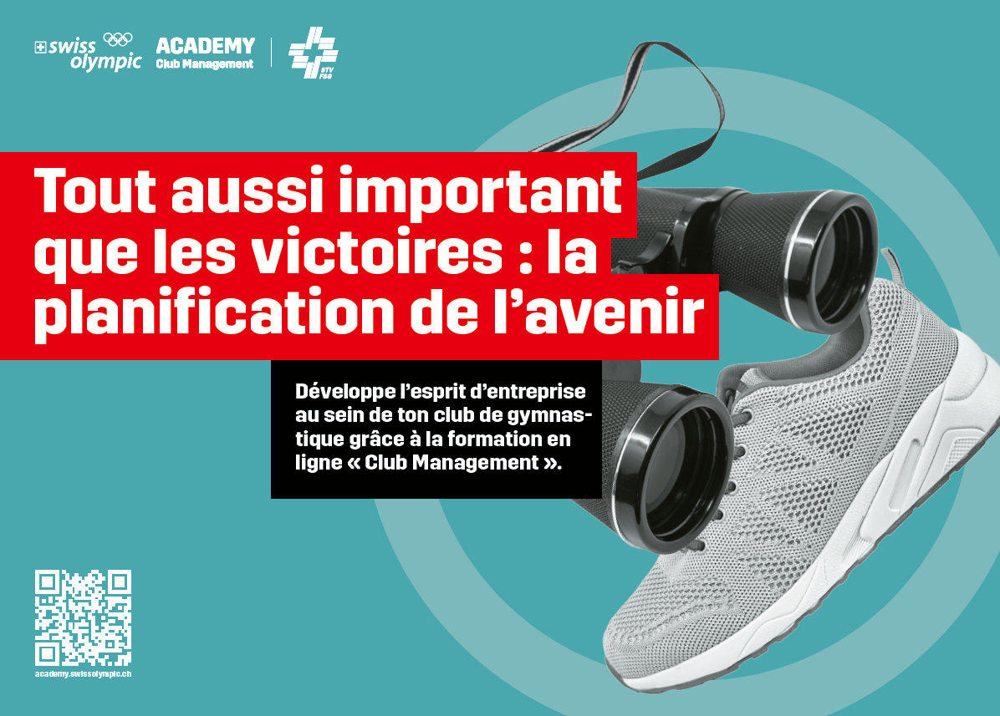 swiss
olympic
ACADEMY
Club Management
STV
FSG
Tout aussi important
que les victoires : la
planification de l’avenir
Développe l’esprit d’entreprise
au sein de ton club de gymnas-
tique grâce à la formation en
ligne « Club Management ».
academy.swissolympic.ch